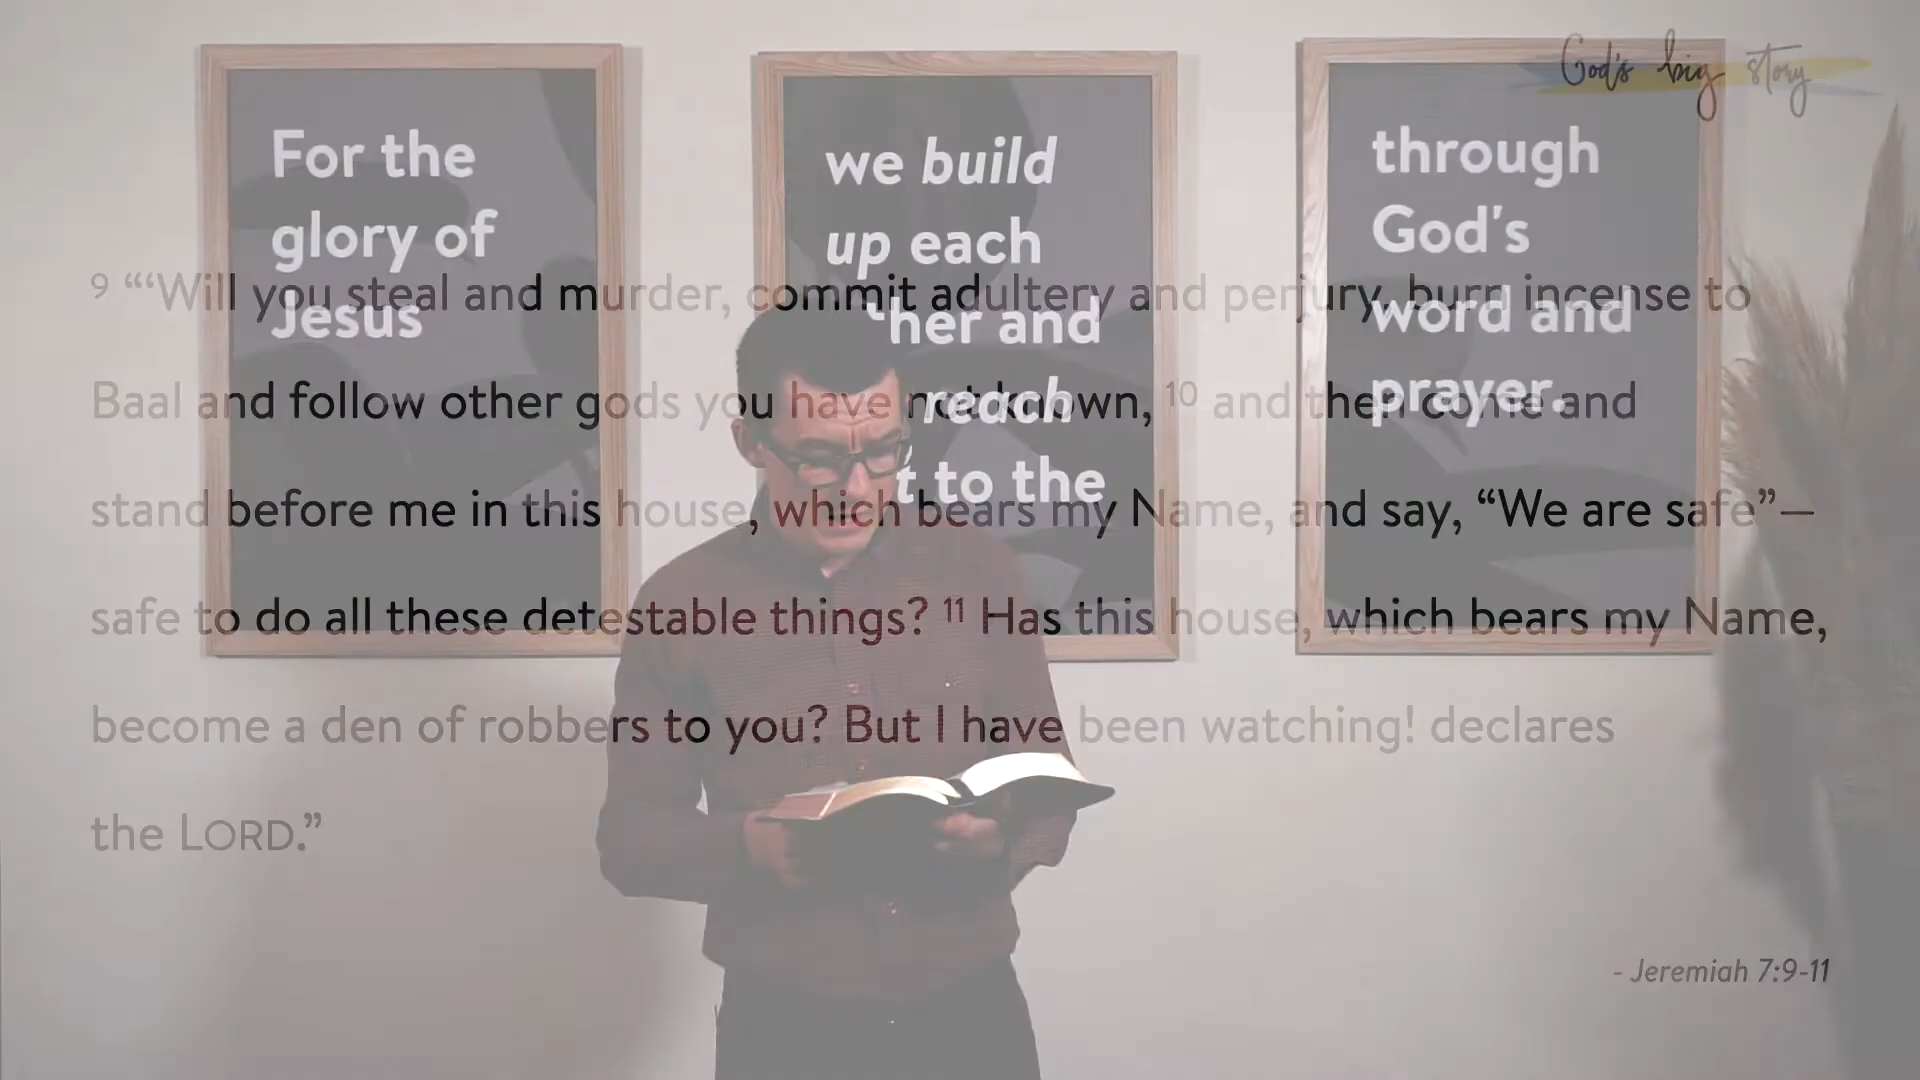 God's big story
For the
glory of
Jesus
we build
up each
her and
reach
t to the
through
God's
word and
prayer.
9 “‘Will you steal and murder, commit adultery and perjury, burn incense to
Baal and follow other gods you have not known, 10 and then come and
stand before me in this house, which bears my Name, and say, “We are safe”—
safe to do all these detestable things? 11 Has this house, which bears my Name,
become a den of robbers to you? But I have been watching! declares
the LORD.”
- Jeremiah 7:9-11